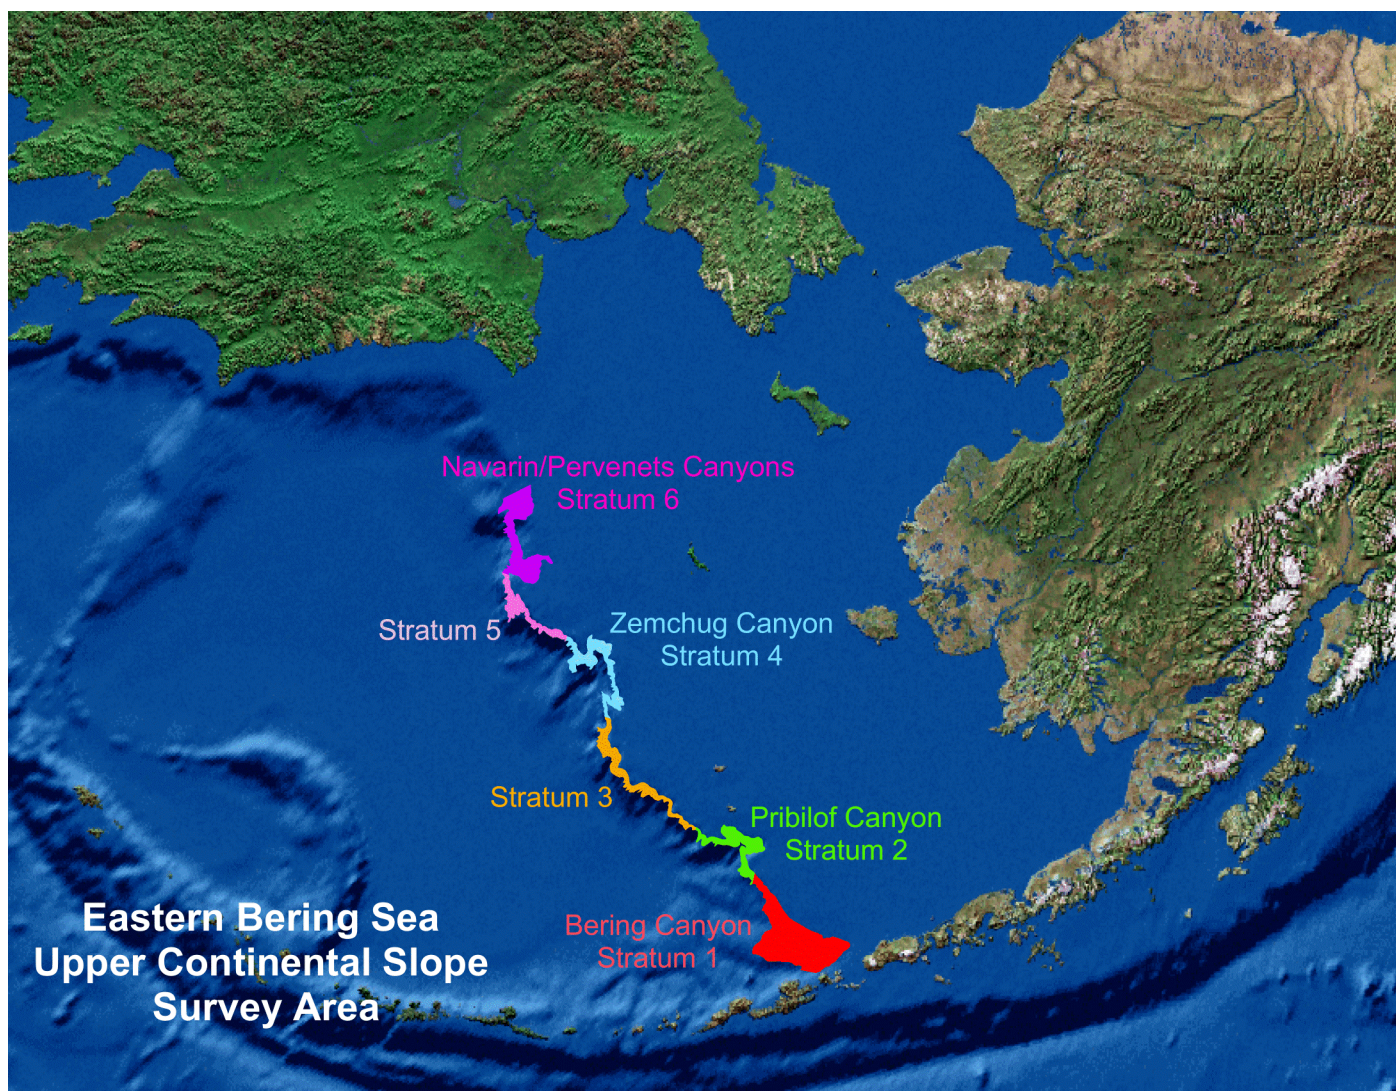 Navarin/Pervenets Canyons
Stratum 6
Stratum 5
Zemchug Canyon
Stratum 4
Stratum 3
Pribilof Canyon
Stratum 2
Bering Canyon
Stratum 1
Eastern Bering Sea
Upper Continental Slope
Survey Area